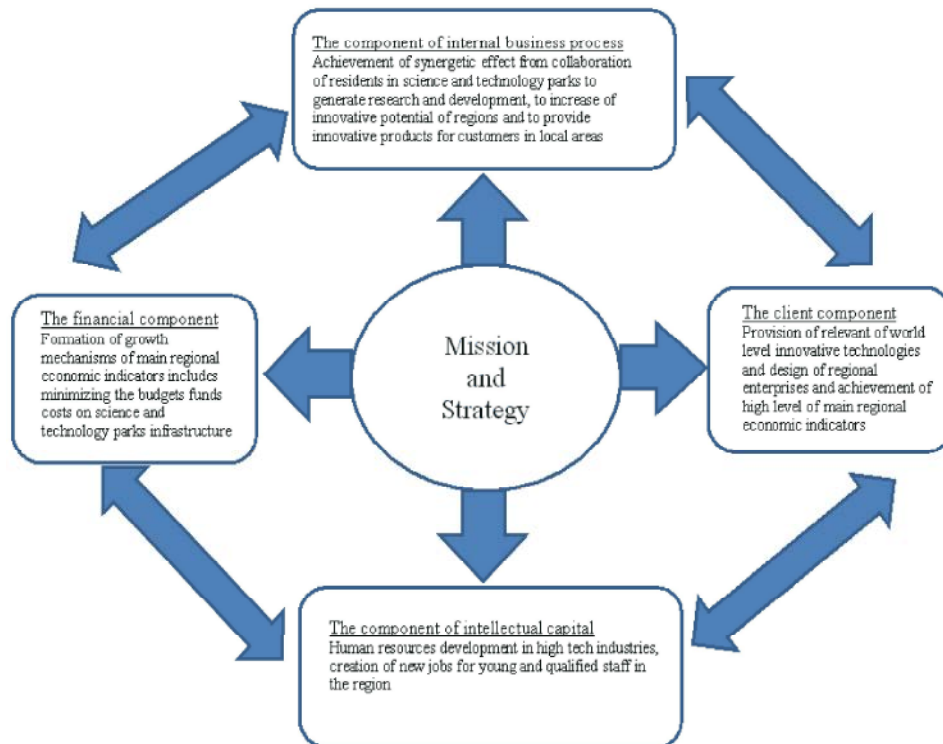 The component of internal business process
Achievement of synergetic effect from collaboration
of residents in science and technology parks to
generate research and development, to increase of
innovative potential of regions and to provide
innovative products for customers in local areas
The financial component
Formation of growth
mechanisms of main regional
economic indicators includes
minimizing the budgets funds
costs on science and
technology parks infrastructure
Mission
and
Strategy
The client component
Provision of relevant of world
level innovative technologies
and design of regional
enterprises and achievement of
high level of main regional
economic indicators
The component of intellectual capital
Human resources development in high tech industries,
creation of new jobs for young and qualified staff in
the region